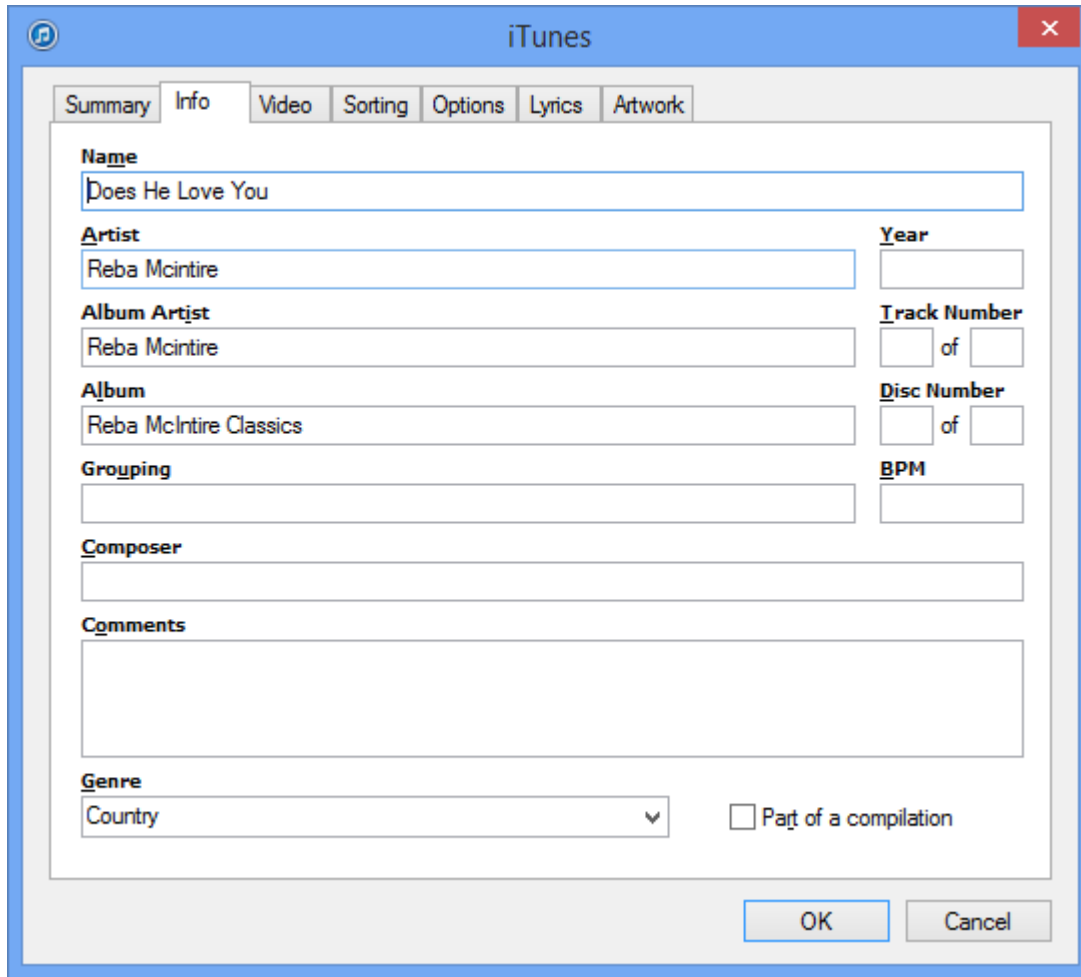 iTunes
Summary Info Video Sorting Options Lyrics Artwork
Name
Does He Love You
Artist Year
Reba Mcintire
Album Artist Track Number
Reba Mcintire of
Album Disc Number
Reba McIntire Classics of
Grouping BPM
Composer
Comments
Genre
Country Part of a compilation
OK Cancel